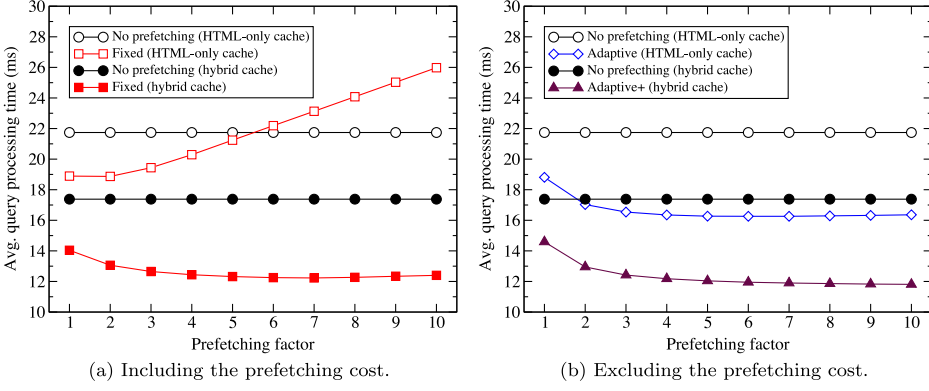 30
28
26
24
22
20
18
16
14
12
10
Avg. query processing time (ms)
No prefetching (HTML-only cache)
Fixed (HTML-only cache)
No prefetching (hybrid cache)
Fixed (hybrid cache)
1 2 3 4 5 6 7 8 9 10
Prefetching factor
(a) Including the prefetching cost.
30
28
26
24
22
20
18
16
14
12
10
Avg. query processing time (ms)
No prefetching (HTML-only cache)
Adaptive (HTML-only cache)
No prefecthing (hybrid cache)
Adaptive+ (hybrid cache)
1 2 3 4 5 6 7 8 9 10
Prefetching factor
(b) Excluding the prefetching cost.